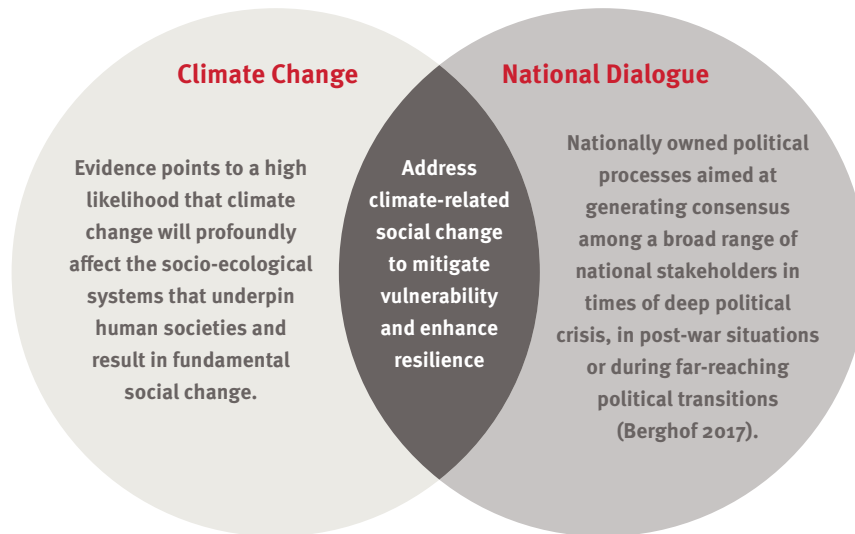 Climate Change
Evidence points to a high
likelihood that climate
change will profoundly
affect the socio-ecological
systems that underpin
human societies and
result in fundamental
social change.
Address
climate-related
social change
to mitigate
vulnerability
and enhance
resilience
National Dialogue
Nationally owned political
processes aimed at
generating consensus
among a broad range of
national stakeholders in
times of deep political
crisis, in post-war situations
or during far-reaching
political transitions
(Berghof 2017).